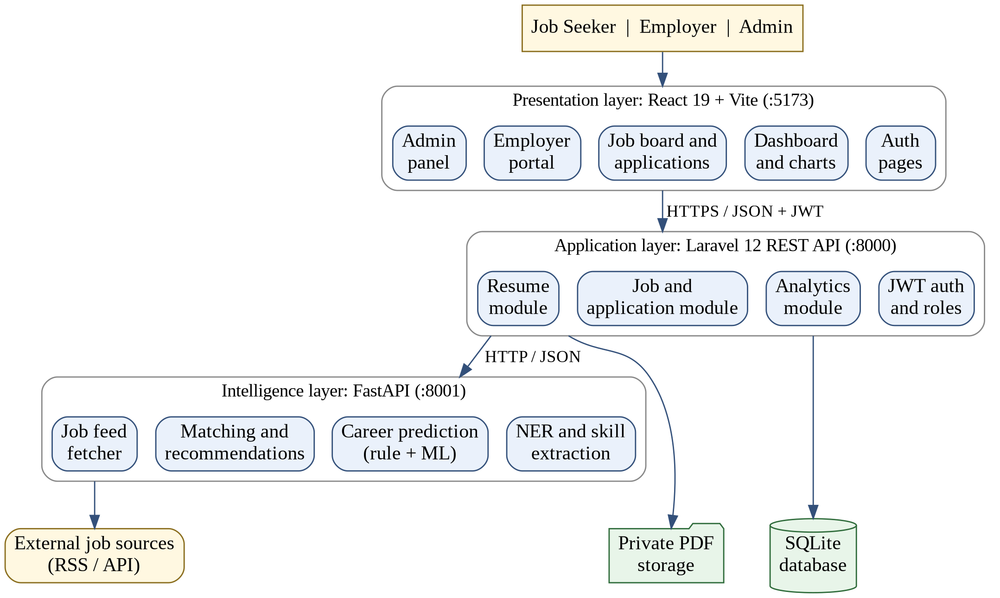 Job Seeker | Employer | Admin
Presentation layer: React 19 + Vite (:5173)
Admin
panel
Employer
portal
Job board and
applications
Dashboard
and charts
Auth
pages
HTTPS / JSON + JWT
Application layer: Laravel 12 REST API (:8000)
Resume
module
Job and
application module
Analytics
module
JWT auth
and roles
HTTP / JSON
Intelligence layer: FastAPI (:8001)
Job feed
fetcher
Matching and
recommendations
Career prediction
(rule + ML)
NER and skill
extraction
External job sources
(RSS / API)
Private PDF
storage
SQLite
database